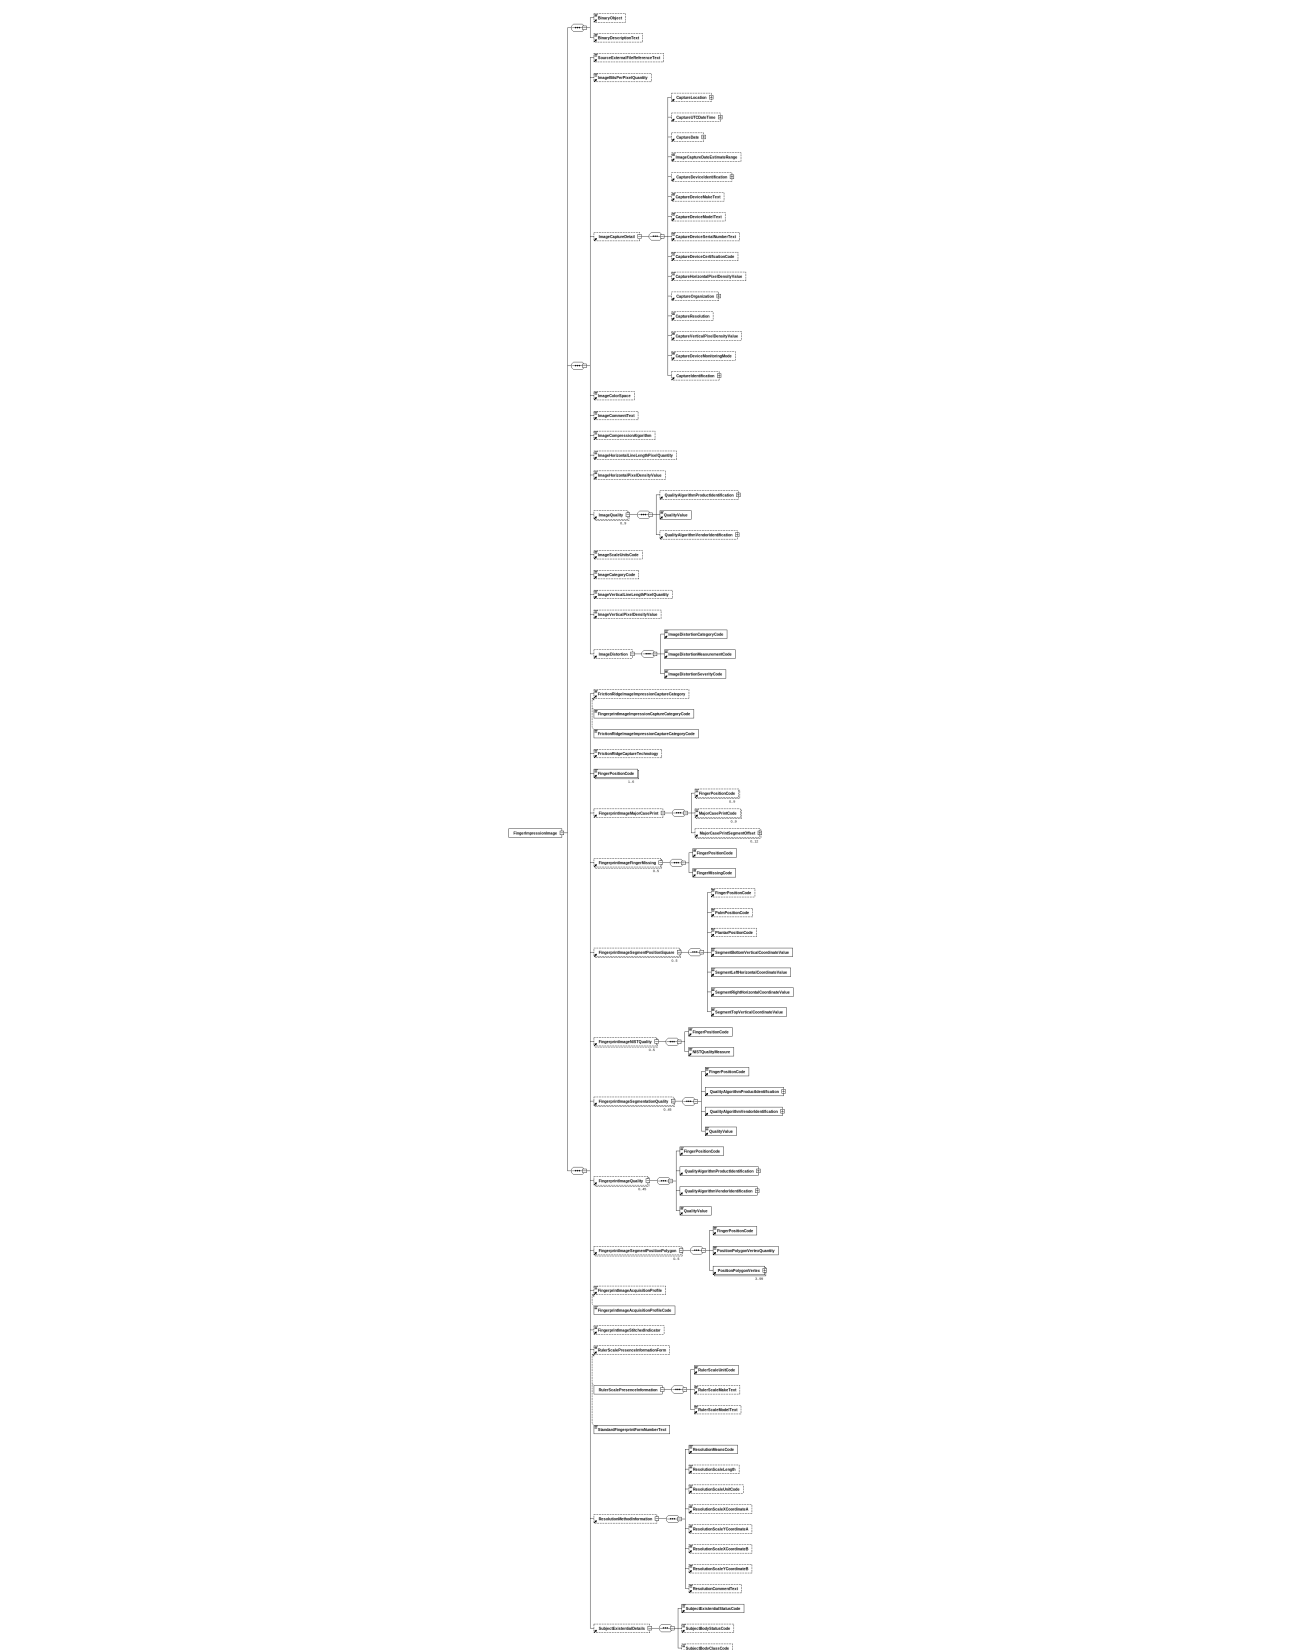 BinaryObject
BinaryDescriptionText
SourceExternalFileReferenceText
ImageBitsPerPixelQuantity
CaptureLocation
CaptureUTCDateTime
CaptureDate
ImageCaptureDateEstimateRange
CaptureDeviceIdentification
CaptureDeviceMakeText
CaptureDeviceModelText
ImageCaptureDetail
CaptureDeviceSerialNumberText
CaptureDeviceCertificationCode
CaptureHorizontalPixelDensityValue
CaptureOrganization
CaptureResolution
CaptureVerticalPixelDensityValue
CaptureDeviceMonitoringMode
CaptureIdentification
ImageColorSpace
ImageCommentText
ImageCompressionAlgorithm
ImageHorizontalLineLengthPixelQuantity
ImageHorizontalPixelDensityValue
QualityAlgorithmProductIdentification
ImageQuality
QualityValue
QualityAlgorithmVendorIdentification
ImageScaleUnitsCode
ImageCategoryCode
ImageVerticalLineLengthPixelQuantity
ImageVerticalPixelDensityValue
ImageDistortionCategoryCode
ImageDistortion
ImageDistortionMeasurementCode
ImageDistortionSeverityCode
FrictionRidgeImageImpressionCaptureCategory
FingerprintImageImpressionCaptureCategoryCode
FrictionRidgeImageImpressionCaptureCategoryCode
FrictionRidgeCaptureTechnology
FingerPositionCode
FingerPositionCode
FingerprintImageMajorCasePrint
MajorCasePrintCode
MajorCasePrintSegmentOffset
0..12
FingerImpressionImage
FingerPositionCode
FingerprintImageFingerMissing
FingerMissingCode
FingerPositionCode
PalmPositionCode
PlantarPositionCode
FingerprintImageSegmentPositionSquare
SegmentBottomVerticalCoordinateValue
SegmentLeftHorizontalCoordinateValue
SegmentRightHorizontalCoordinateValue
SegmentTopVerticalCoordinateValue
FingerPositionCode
FingerprintImageNISTQuality
NISTQualityMeasure
FingerPositionCode
QualityAlgorithmProductIdentification
FingerprintImageSegmentationQuality
QualityAlgorithmVendorIdentification
QualityValue
FingerPositionCode
QualityAlgorithmProductIdentification
FingerprintImageQuality
QualityAlgorithmVendorIdentification
QualityValue
FingerPositionCode
FingerprintImageSegmentPositionPolygon
PositionPolygonVertexQuantity
PositionPolygonVertex
FingerprintImageAcquisitionProfile
FingerprintImageAcquisitionProfileCode
FingerprintImageStitchedIndicator
RulerScalePresenceInformationForm
RulerScaleUnitCode
RulerScalePresenceInformation
RulerScaleMakeText
RulerScaleModelText
StandardFingerprintFormNumberText
ResolutionMeansCode
ResolutionScaleLength
ResolutionScaleUnitCode
ResolutionScaleXCoordinateA
ResolutionMethodInformation
ResolutionScaleYCoordinateA
ResolutionScaleXCoordinateB
ResolutionScaleYCoordinateB
ResolutionCommentText
SubjectExistentialStatusCode
SubjectExistentialDetails
SubjectBodyStatusCode
SubjectBodyClassCode